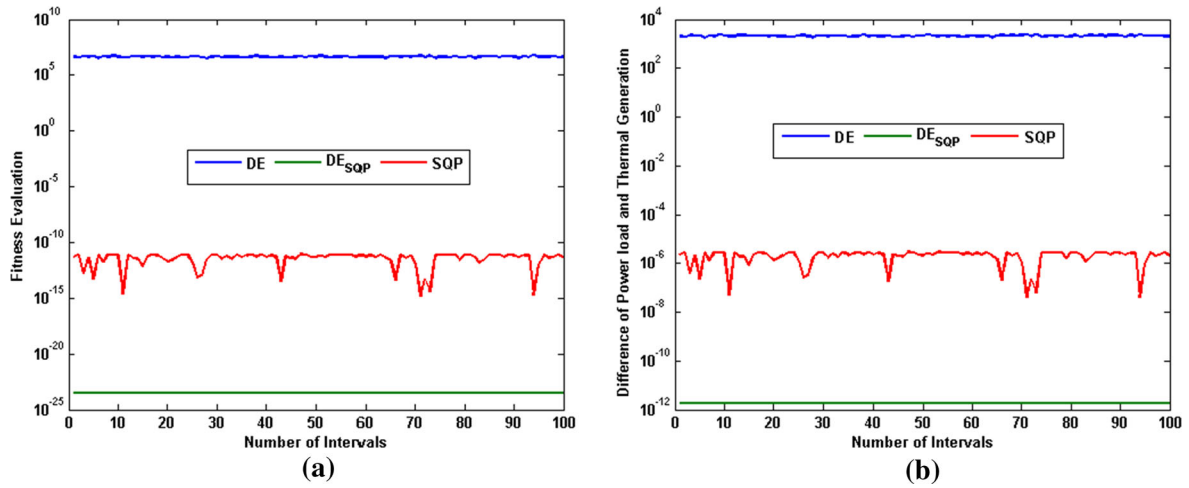 10^10
10^5
10^0
10^-5
10^-10
10^-15
10^-20
10^-25
Fitness Evaluation
DE DE_SQP SQP
0 10 20 30 40 50 60 70 80 90 100
Number of Intervals
(a)
10^4
10^2
10^0
10^-2
10^-4
10^-6
10^-8
10^-10
10^-12
Difference of Power load and Thermal Generation
DE DE_SQP SQP
0 10 20 30 40 50 60 70 80 90 100
Number of Intervals
(b)